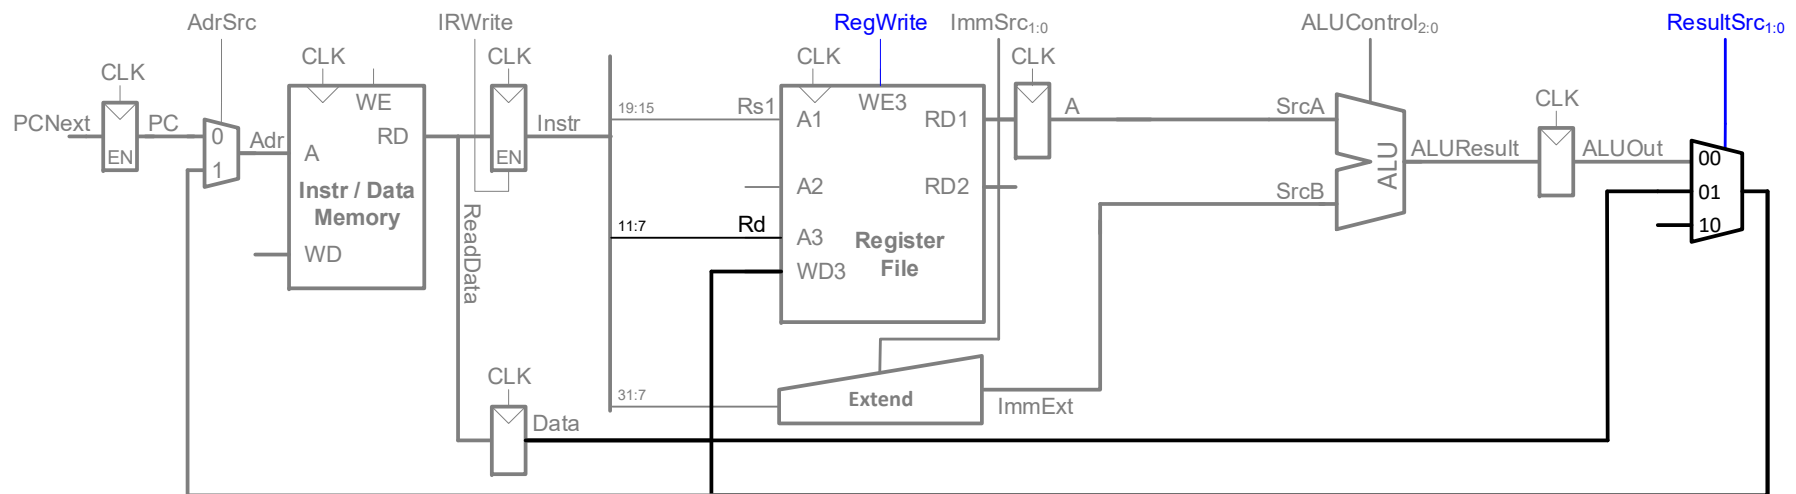 AdrSrc
IRWrite
RegWrite
ImmSrc1:0
ALUControl2:0
ResultSrc1:0
CLK
CLK
CLK
CLK
CLK
CLK
PCNext
EN
PC
0
1
Adr
WE
RD
A
Instr / Data
Memory
WD
EN
Instr
ReadData
19:15
Rs1
A1
WE3
RD1
A2
RD2
11:7
Rd
A3
WD3
Register
File
A
SrcA
SrcB
ALU
ALUResult
ALUOut
00
01
10
31:7
Extend
ImmExt
CLK
Data